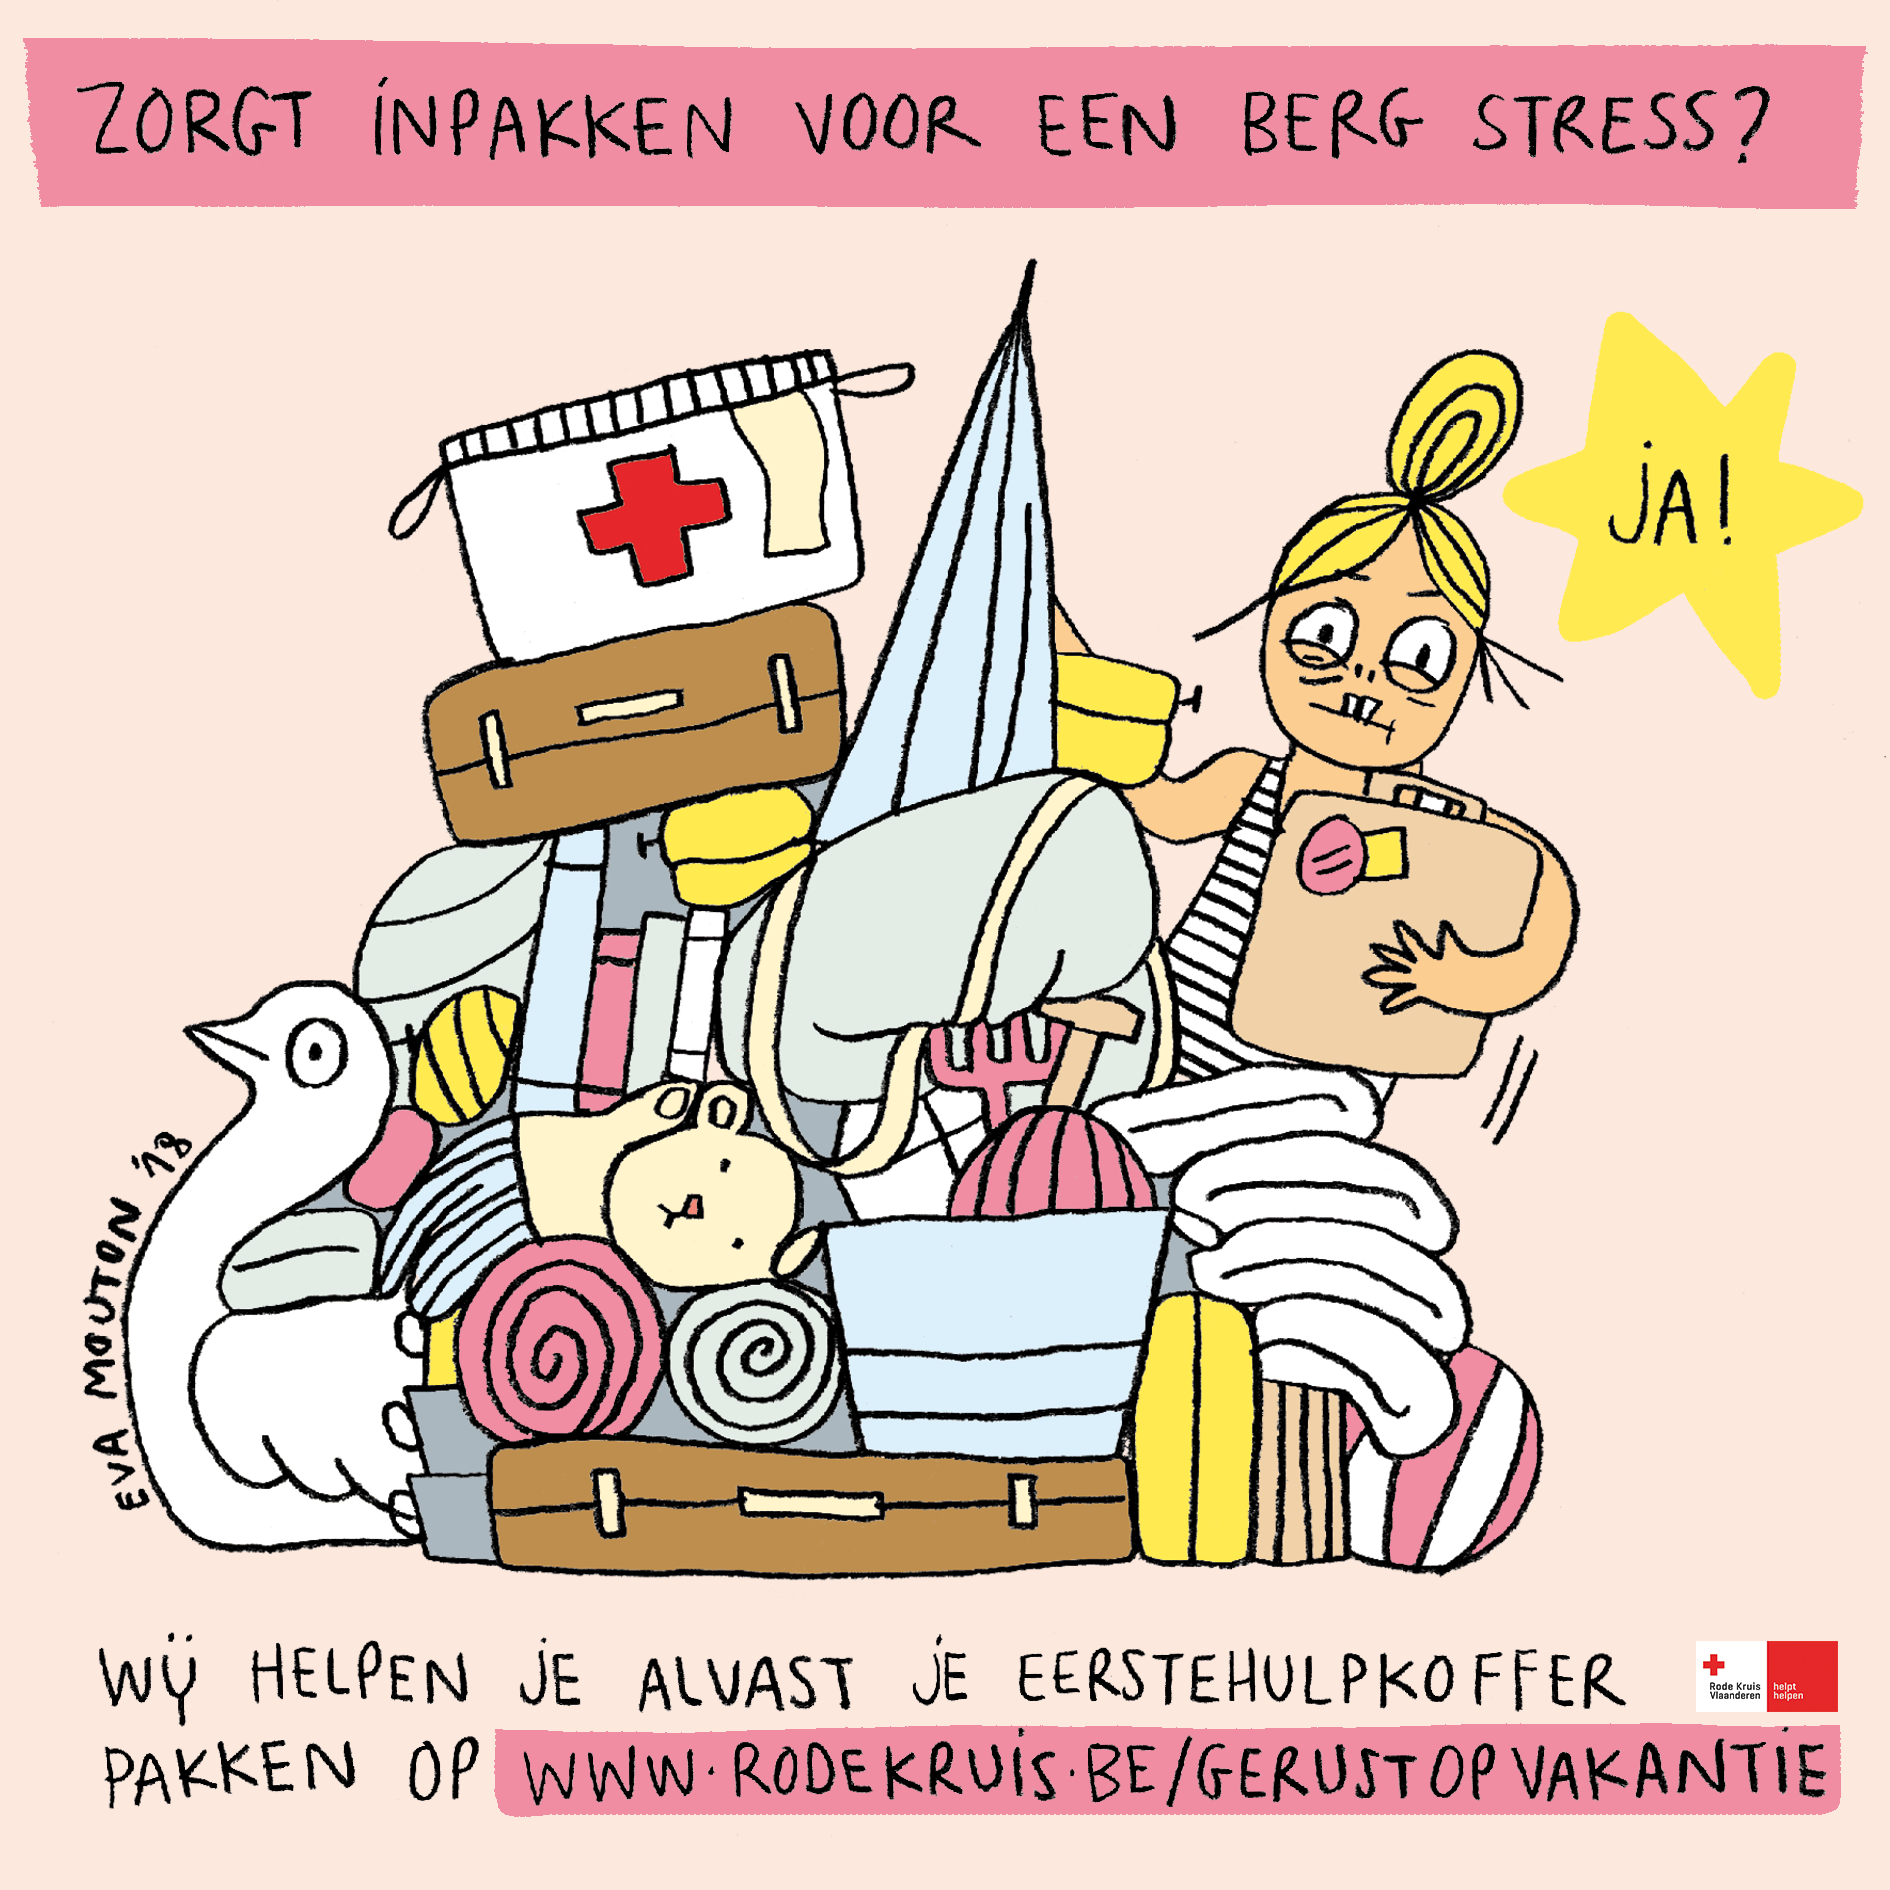 ZORGT INPAKKEN VOOR EEN BERG STRESS?
JA!
EVA MOUTON '18
WIJ HELPEN JE ALVAST JE EERSTEHULPKOFFER
PAKKEN OP WWW.RODEKRUIS.BE/GERUSTOPVAKANTIE
Rode Kruis
Vlaanderen
helpt
helpen